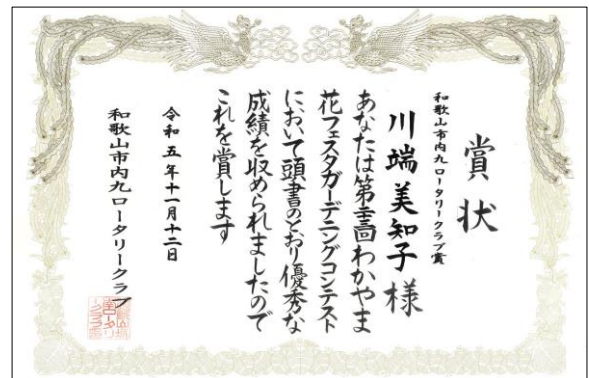 賞状
和歌山市内九ロータリークラブ賞
川端美知子様
あなたは第回わかやま
花フェスタガーデニングコンテスト
において頭書のとおり優秀な
成績を収められましたので
これを賞します
令和五年十一月十二日
和歌山市内九ロータリークラブ